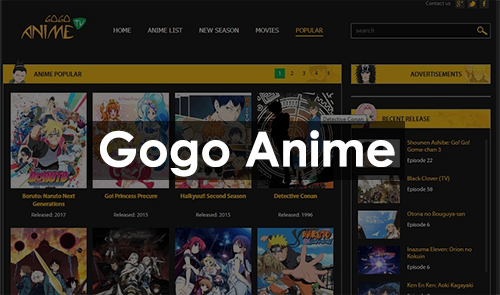 Contact us
GOGO
ANIME TV
HOME ANIME LIST NEW SEASON MOVIES POPULAR
search
ANIME POPULAR
1 2 3 4 5
ADVERTISEMENTS
Detective Conan
RECENT RELEASE
Gogo Anime
BORUTO
Boruto: Naruto Next Generations
Released: 2017
Go! Princess Precure
Released: 2015
Haikyuu!! Second Season
Released: 2015
Detective Conan
Released: 1996
Shounen Ashibe: Go! Go! Goma-chan 3
Episode 22
Black Clover (TV)
Episode 38
Otona no Bouguya-san
Episode 6
Inazuma Eleven: Orion no Kokuin
Episode 6
Ken En Ken: Aoki Kagayaki
NARUTO